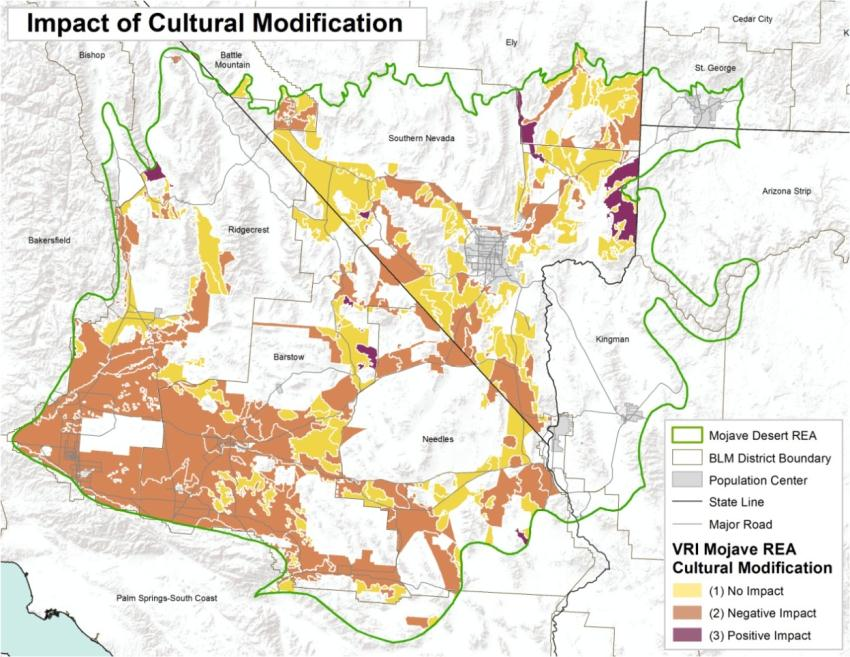 Impact of Cultural Modification
Cedar City
Ely
Bishop
Battle
Mountain
K
St. George
Southern Nevada
Arizona Strip
Ridgecrest
Bakersfield
Kingman
Barstow
Needles
Palm Springs-South Coast
Mojave Desert REA
BLM District Boundary
Population Center
State Line
Major Road
VRI Mojave REA
Cultural Modification
(1) No Impact
(2) Negative Impact
(3) Positive Impact